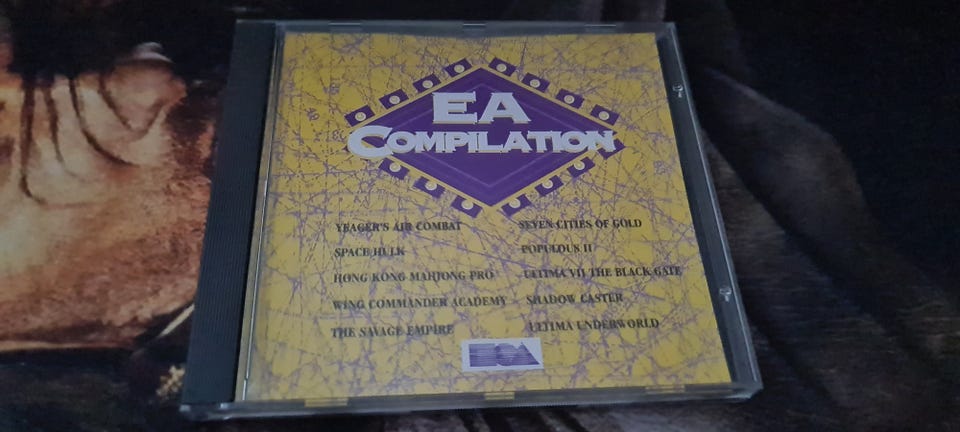 EA
COMPILATION
YEAGER'S AIR COMBAT
SPACE HULK
HONG KONG MAHJONG PRO
WING COMMANDER ACADEMY
THE SAVAGE EMPIRE
SEVEN CITIES OF GOLD
POPULOUS II
ULTIMA VII THE BLACK GATE
SHADOW CASTER
ULTIMA UNDERWORLD